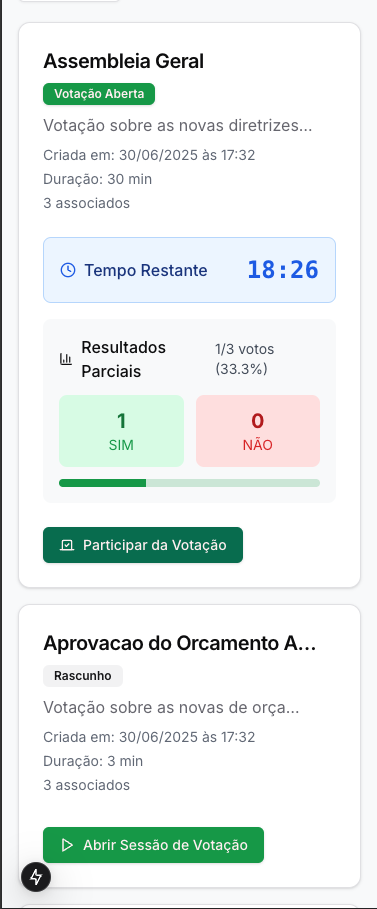 Assembleia Geral
Votação Aberta
Votação sobre as novas diretrizes...
Criada em: 30/06/2025 às 17:32
Duração: 30 min
3 associados
Tempo Restante 18:26
Resultados
Parciais
1/3 votos
(33.3%)
1
SIM
0
NÃO
Participar da Votação
Aprovacao do Orcamento A...
Rascunho
Votação sobre as novas de orça...
Criada em: 30/06/2025 às 17:32
Duração: 3 min
3 associados
Abrir Sessão de Votação